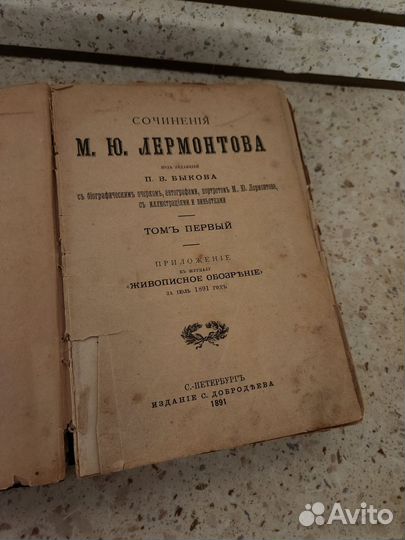 СОЧИНЕНІЯ
М. Ю. ЛЕРМОНТОВА
подъ редакціей
П. В. БЫКОВА
съ біографическимъ очеркомъ, автографами, портретомъ М. Ю. Лермонтова,
съ иллюстраціями и виньетками
ТОМЪ ПЕРВЫЙ
ПРИЛОЖЕНІЕ
къ журналу
«ЖИВОПИСНОЕ ОБОЗРѢНІЕ»
ЗА ІЮЛЬ 1891 ГОДЪ
С.-ПЕТЕРБУРГЪ
ИЗДАНІЕ С. ДОБРОДѢЕВА
1891
Avito